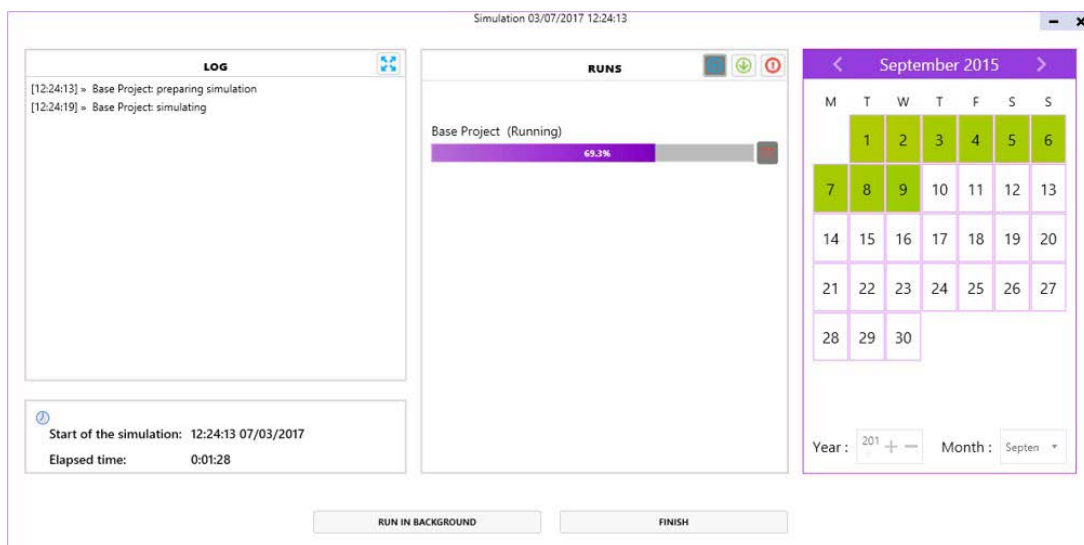 Simulation 03/07/2017 12:24:13
LOG
[12:24:13] » Base Project: preparing simulation
[12:24:19] » Base Project: simulating
Start of the simulation: 12:24:13 07/03/2017
Elapsed time: 0:01:28
RUNS
Base Project (Running)
69.3%
September 2015
M T W T F S S
1 2 3 4 5 6
7 8 9 10 11 12 13
14 15 16 17 18 19 20
21 22 23 24 25 26 27
28 29 30
Year : 201 Month : Septen
RUN IN BACKGROUND
FINISH